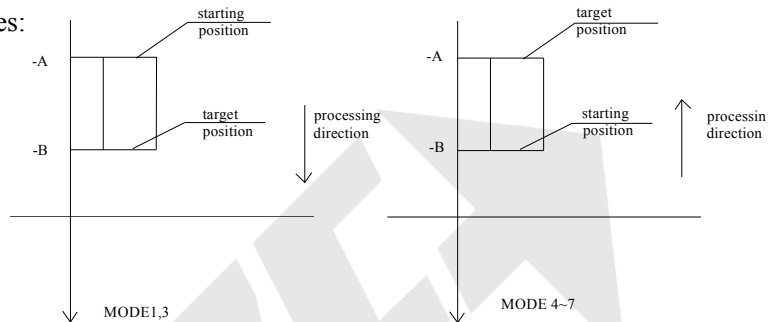 es:
starting
position
-A
target
position
-B
processing
direction
MODE1,3
target
position
-A
starting
position
-B
processin
direction
MODE 4~7